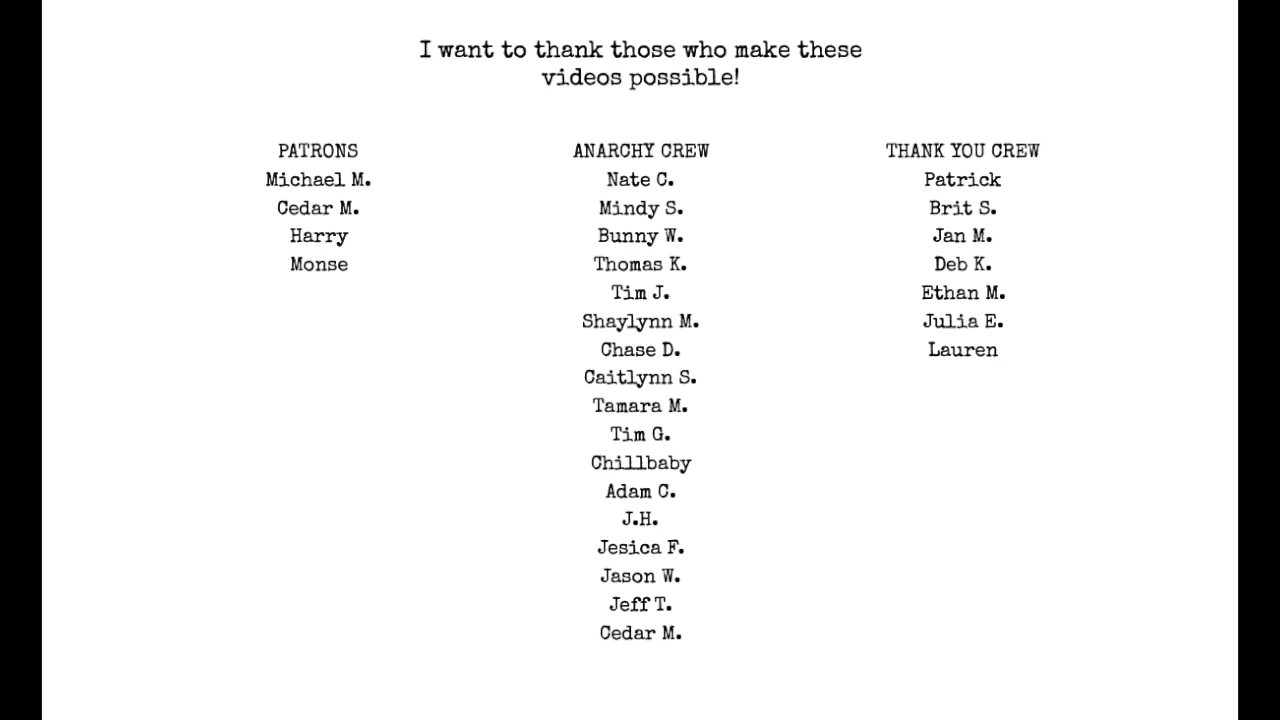 I want to thank those who make these
videos possible!
PATRONS
Michael M.
Cedar M.
Harry
Monse
ANARCHY CREW
Nate C.
Mindy S.
Bunny W.
Thomas K.
Tim J.
Shaylynn M.
Chase D.
Caitlynn S.
Tamara M.
Tim G.
Chillbaby
Adam C.
J.H.
Jesica F.
Jason W.
Jeff T.
Cedar M.
THANK YOU CREW
Patrick
Brit S.
Jan M.
Deb K.
Ethan M.
Julia E.
Lauren